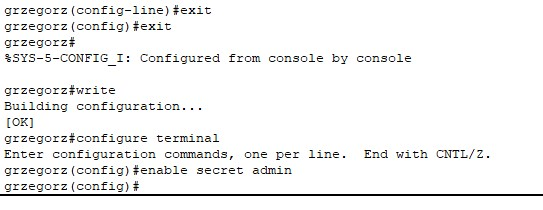 grzegorz(config-line)#exit
grzegorz(config)#exit
grzegorz#
%SYS-5-CONFIG_I: Configured from console by console
grzegorz#write
Building configuration...
[OK]
grzegorz#configure terminal
Enter configuration commands, one per line.  End with CNTL/Z.
grzegorz(config)#enable secret admin
grzegorz(config)#